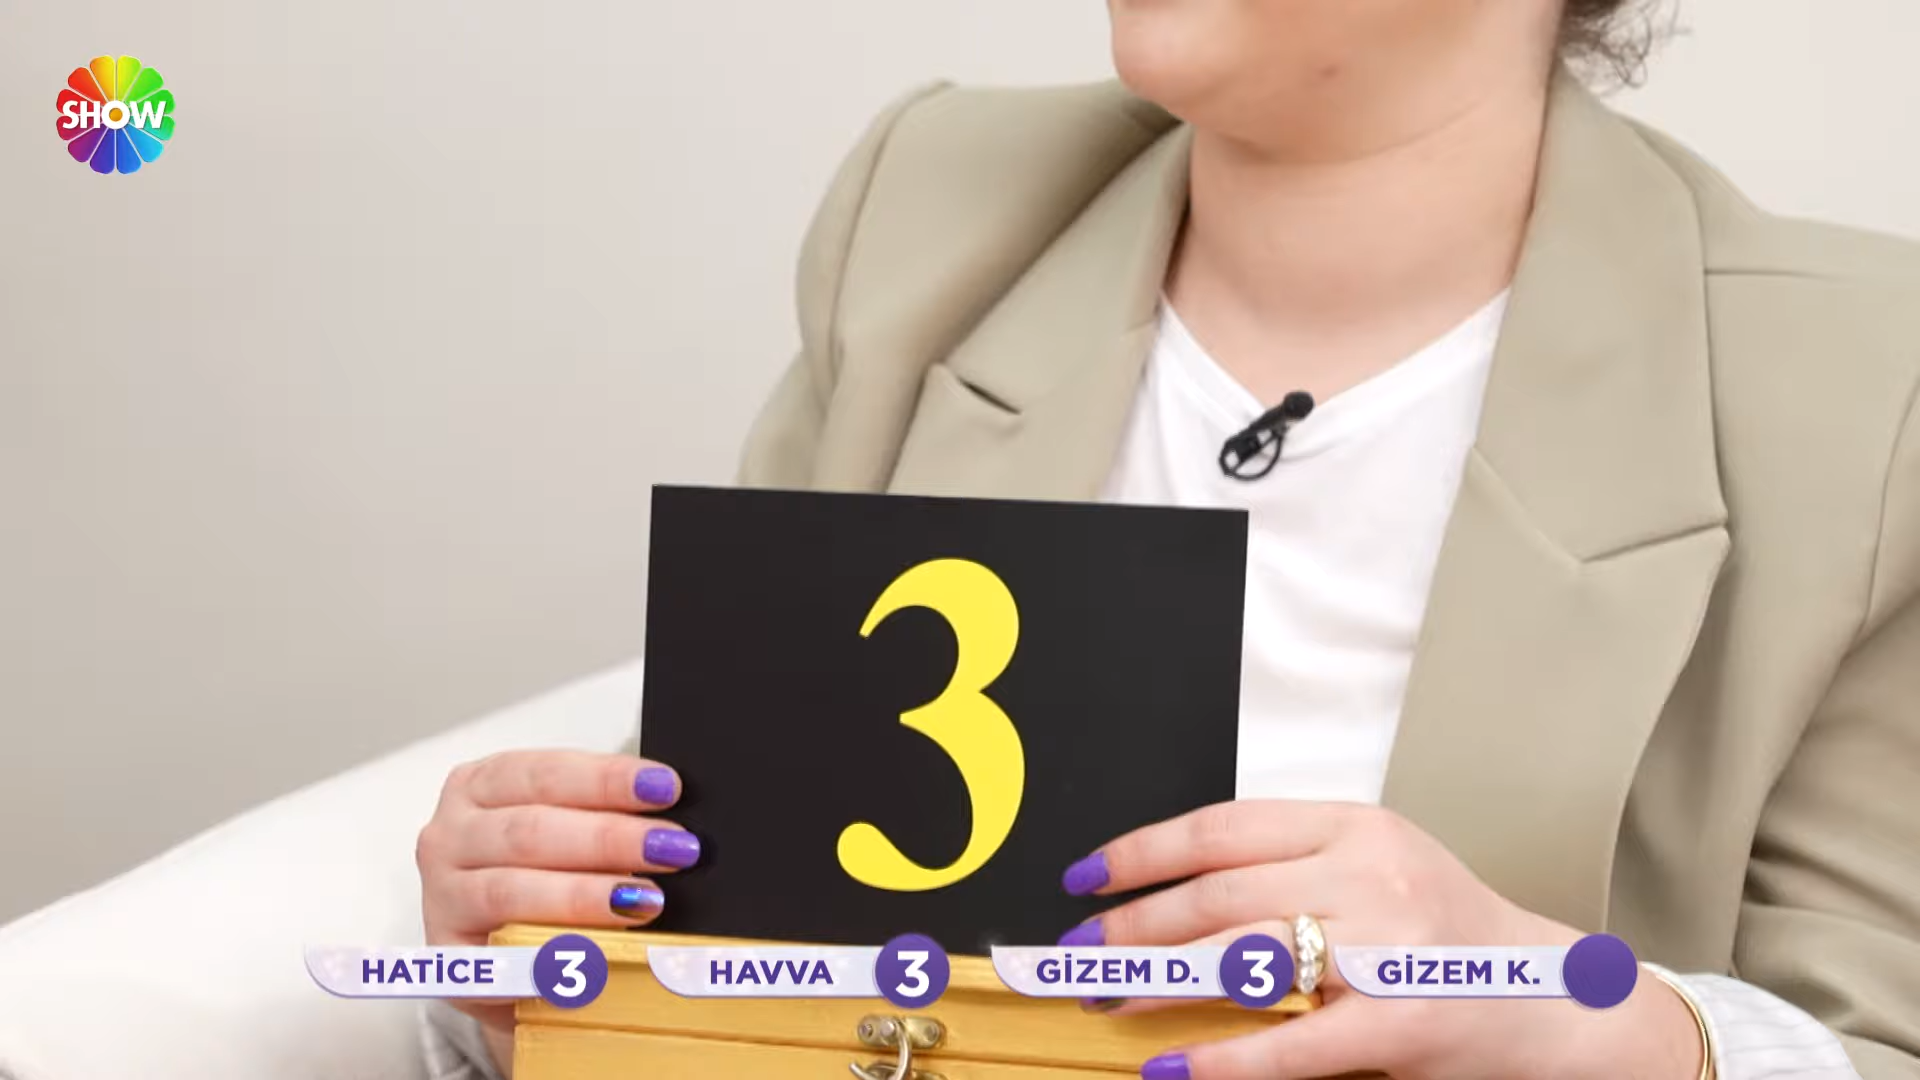 SHOW
3
HATİCE 3
HAVVA 3
GİZEM D. 3
GİZEM K.